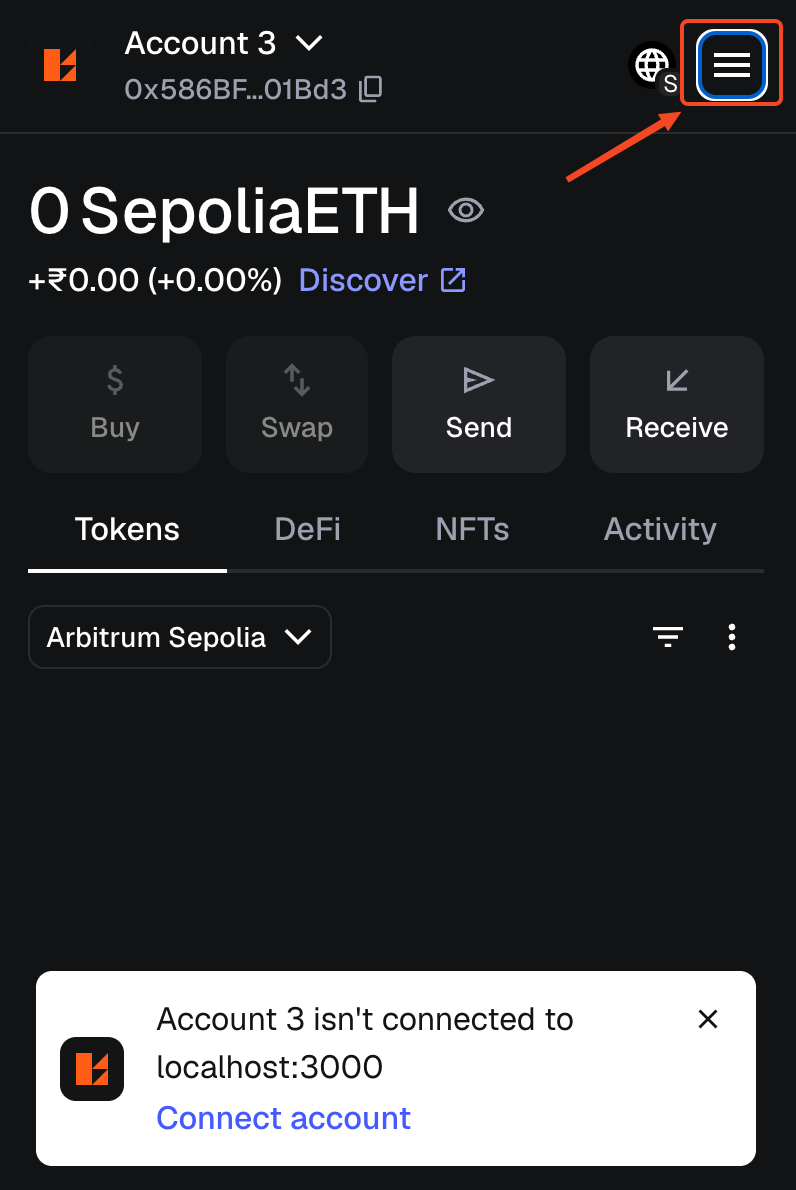 Account 3
0x586BF...01Bd3
S
0 SepoliaETH
+₹0.00 (+0.00%) Discover
$
Buy Swap Send Receive
Tokens DeFi NFTs Activity
Arbitrum Sepolia
Account 3 isn't connected to
localhost:3000
Connect account